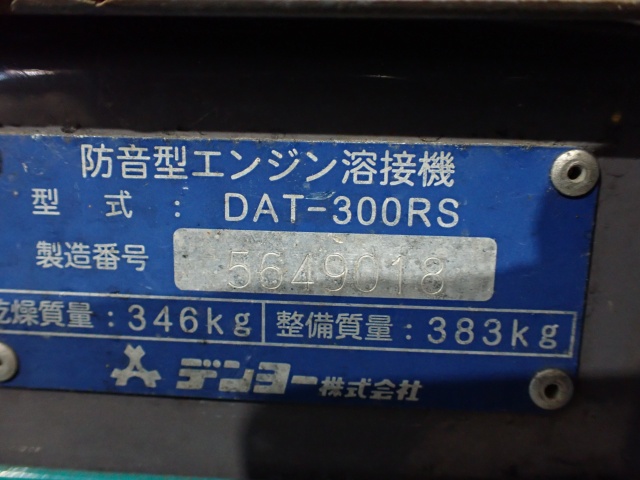 防音型エンジン溶接機
型 式 : DAT-300RS
製造番号 5649018
乾燥質量:346kg 整備質量:383kg
デンヨー株式会社